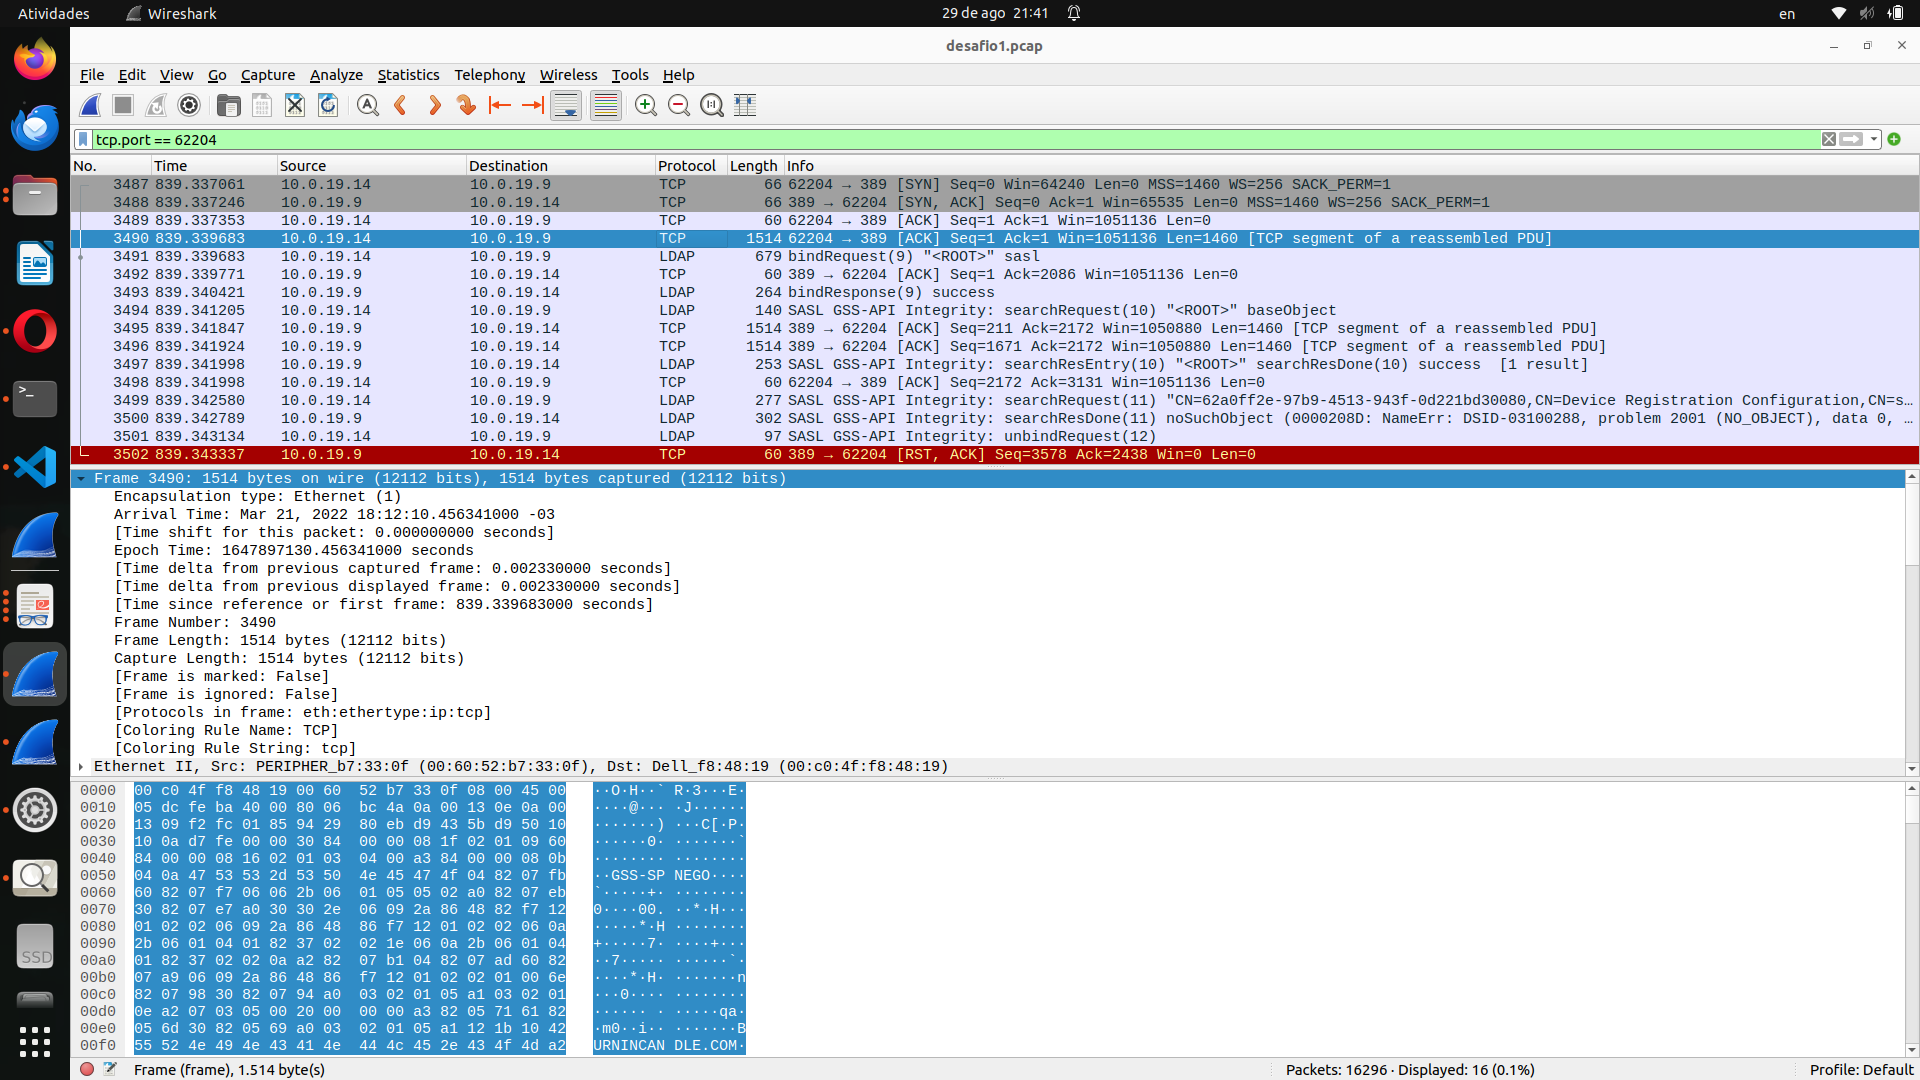 Atividades Wireshark 29 de ago 21:41 en
desafio1.pcap
File Edit View Go Capture Analyze Statistics Telephony Wireless Tools Help
tcp.port == 62204
No. Time Source Destination Protocol Length Info
3487 839.337061 10.0.19.14 10.0.19.9 TCP 66 62204 → 389 [SYN] Seq=0 Win=64240 Len=0 MSS=1460 WS=256 SACK_PERM=1
3488 839.337246 10.0.19.9 10.0.19.14 TCP 66 389 → 62204 [SYN, ACK] Seq=0 Ack=1 Win=65535 Len=0 MSS=1460 WS=256 SACK_PERM=1
3489 839.337353 10.0.19.14 10.0.19.9 TCP 60 62204 → 389 [ACK] Seq=1 Ack=1 Win=1051136 Len=0
3490 839.339683 10.0.19.14 10.0.19.9 TCP 1514 62204 → 389 [ACK] Seq=1 Ack=1 Win=1051136 Len=1460 [TCP segment of a reassembled PDU]
3491 839.339683 10.0.19.14 10.0.19.9 LDAP 679 bindRequest(9) "<ROOT>" sasl
3492 839.339771 10.0.19.9 10.0.19.14 TCP 60 389 → 62204 [ACK] Seq=1 Ack=2086 Win=1051136 Len=0
3493 839.340421 10.0.19.9 10.0.19.14 LDAP 264 bindResponse(9) success
3494 839.341205 10.0.19.14 10.0.19.9 LDAP 140 SASL GSS-API Integrity: searchRequest(10) "<ROOT>" baseObject
3495 839.341847 10.0.19.9 10.0.19.14 TCP 1514 389 → 62204 [ACK] Seq=211 Ack=2172 Win=1050880 Len=1460 [TCP segment of a reassembled PDU]
3496 839.341924 10.0.19.9 10.0.19.14 TCP 1514 389 → 62204 [ACK] Seq=1671 Ack=2172 Win=1050880 Len=1460 [TCP segment of a reassembled PDU]
3497 839.341998 10.0.19.9 10.0.19.14 LDAP 253 SASL GSS-API Integrity: searchResEntry(10) "<ROOT>" searchResDone(10) success [1 result]
3498 839.341998 10.0.19.14 10.0.19.9 TCP 60 62204 → 389 [ACK] Seq=2172 Ack=3131 Win=1051136 Len=0
3499 839.342580 10.0.19.14 10.0.19.9 LDAP 277 SASL GSS-API Integrity: searchRequest(11) "CN=62a0ff2e-97b9-4513-943f-0d221bd30080,CN=Device Registration Configuration,CN=s…
3500 839.342789 10.0.19.9 10.0.19.14 LDAP 302 SASL GSS-API Integrity: searchResDone(11) noSuchObject (0000208D: NameErr: DSID-03100288, problem 2001 (NO_OBJECT), data 0, …
3501 839.343134 10.0.19.14 10.0.19.9 LDAP 97 SASL GSS-API Integrity: unbindRequest(12)
3502 839.343337 10.0.19.9 10.0.19.14 TCP 60 389 → 62204 [RST, ACK] Seq=3578 Ack=2438 Win=0 Len=0
Frame 3490: 1514 bytes on wire (12112 bits), 1514 bytes captured (12112 bits)
Encapsulation type: Ethernet (1)
Arrival Time: Mar 21, 2022 18:12:10.456341000 -03
[Time shift for this packet: 0.000000000 seconds]
Epoch Time: 1647897130.456341000 seconds
[Time delta from previous captured frame: 0.002330000 seconds]
[Time delta from previous displayed frame: 0.002330000 seconds]
[Time since reference or first frame: 839.339683000 seconds]
Frame Number: 3490
Frame Length: 1514 bytes (12112 bits)
Capture Length: 1514 bytes (12112 bits)
[Frame is marked: False]
[Frame is ignored: False]
[Protocols in frame: eth:ethertype:ip:tcp]
[Coloring Rule Name: TCP]
[Coloring Rule String: tcp]
Ethernet II, Src: PERIPHER_b7:33:0f (00:60:52:b7:33:0f), Dst: Dell_f8:48:19 (00:c0:4f:f8:48:19)
0000 00 c0 4f f8 48 19 00 60 52 b7 33 0f 08 00 45 00 ··O·H··` R·3···E·
0010 05 dc fe ba 40 00 80 06 bc 4a 0a 00 13 0e 0a 00 ····@··· ·J······
0020 13 09 f2 fc 01 85 94 29 80 eb d9 43 5b d9 50 10 ·······) ···C[·P·
0030 10 0a d7 fe 00 00 30 84 00 00 08 1f 02 01 09 60 ······0· ·······`
0040 84 00 00 08 16 02 01 03 04 00 a3 84 00 00 08 0b ········ ········
0050 04 0a 47 53 53 2d 53 50 4e 45 47 4f 04 82 07 fb ··GSS-SP NEGO····
0060 60 82 07 f7 06 06 2b 06 01 05 05 02 a0 82 07 eb `·····+· ········
0070 30 82 07 e7 a0 30 30 2e 06 09 2a 86 48 82 f7 12 0····00. ··*·H···
0080 01 02 02 06 09 2a 86 48 86 f7 12 01 02 02 06 0a ·····*·H ········
0090 2b 06 01 04 01 82 37 02 02 1e 06 0a 2b 06 01 04 +·····7· ····+···
00a0 01 82 37 02 02 0a a2 82 07 b1 04 82 07 ad 60 82 ··7····· ······`·
00b0 07 a9 06 09 2a 86 48 86 f7 12 01 02 02 01 00 6e ····*·H· ·······n
00c0 82 07 98 30 82 07 94 a0 03 02 01 05 a1 03 02 01 ···0···· ········
00d0 0e a2 07 03 05 00 20 00 00 00 a3 82 05 71 61 82 ······ · ·····qa·
00e0 05 6d 30 82 05 69 a0 03 02 01 05 a1 12 1b 10 42 ·m0··i·· ·······B
00f0 55 52 4e 49 4e 43 41 4e 44 4c 45 2e 43 4f 4d a2 URNINCAN DLE.COM·
SSD
Frame (frame), 1.514 byte(s) Packets: 16296 · Displayed: 16 (0.1%) Profile: Default